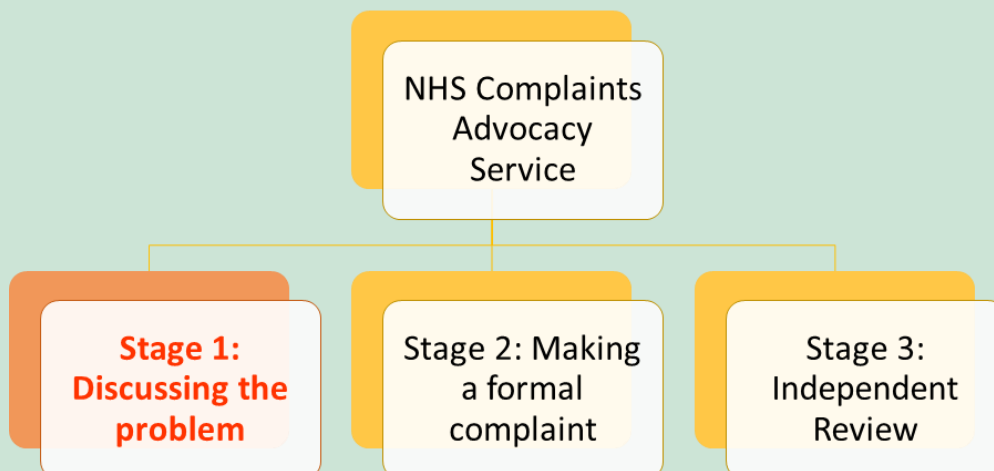 NHS Complaints
Advocacy
Service
Stage 1:
Discussing the
problem
Stage 2: Making
a formal
complaint
Stage 3:
Independent
Review